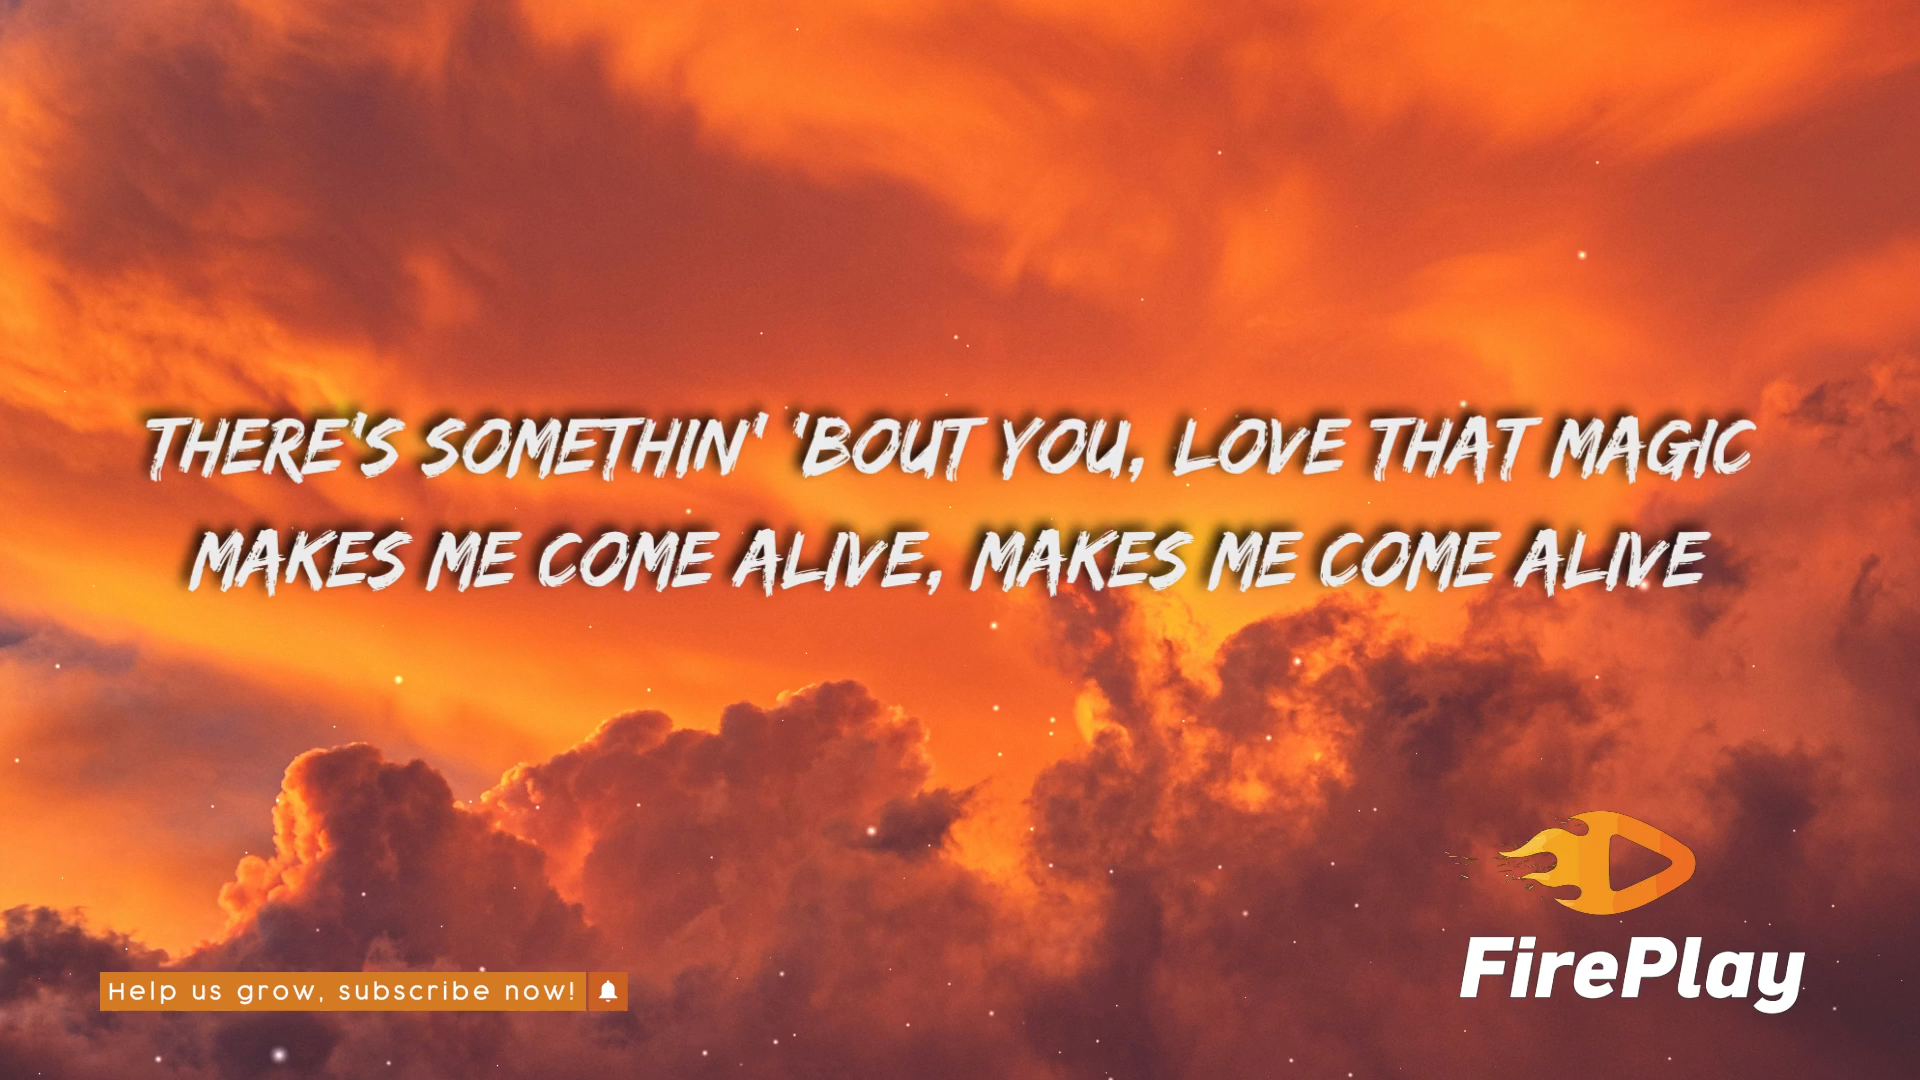 THERE'S SOMETHIN' 'BOUT YOU, LOVE THAT MAGIC
MAKES ME COME ALIVE, MAKES ME COME ALIVE
Help us grow, subscribe now!
FirePlay